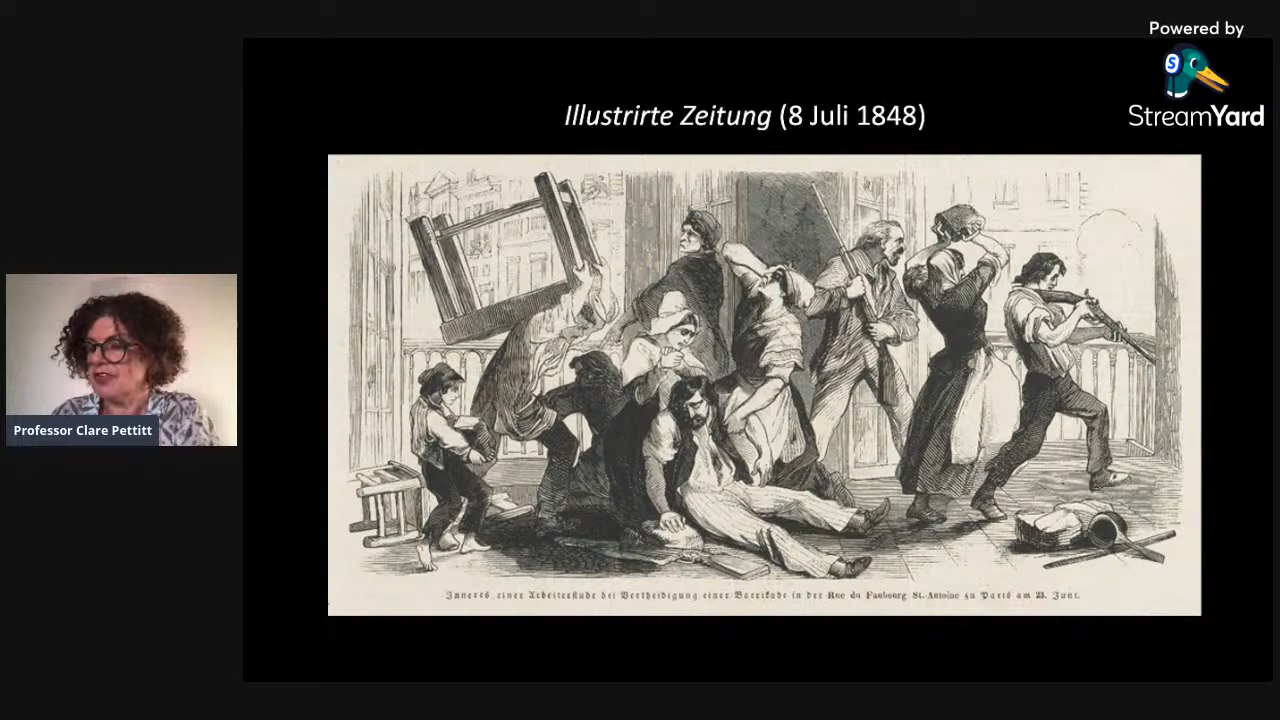 Powered by
StreamYard
Illustrirte Zeitung (8 Juli 1848)
Professor Clare Pettitt
Inneres einer Arbeiterstube bei Vertheidigung einer Barrikade in der Rue du Faubourg St.-Antoine zu Paris am 23. Juni.